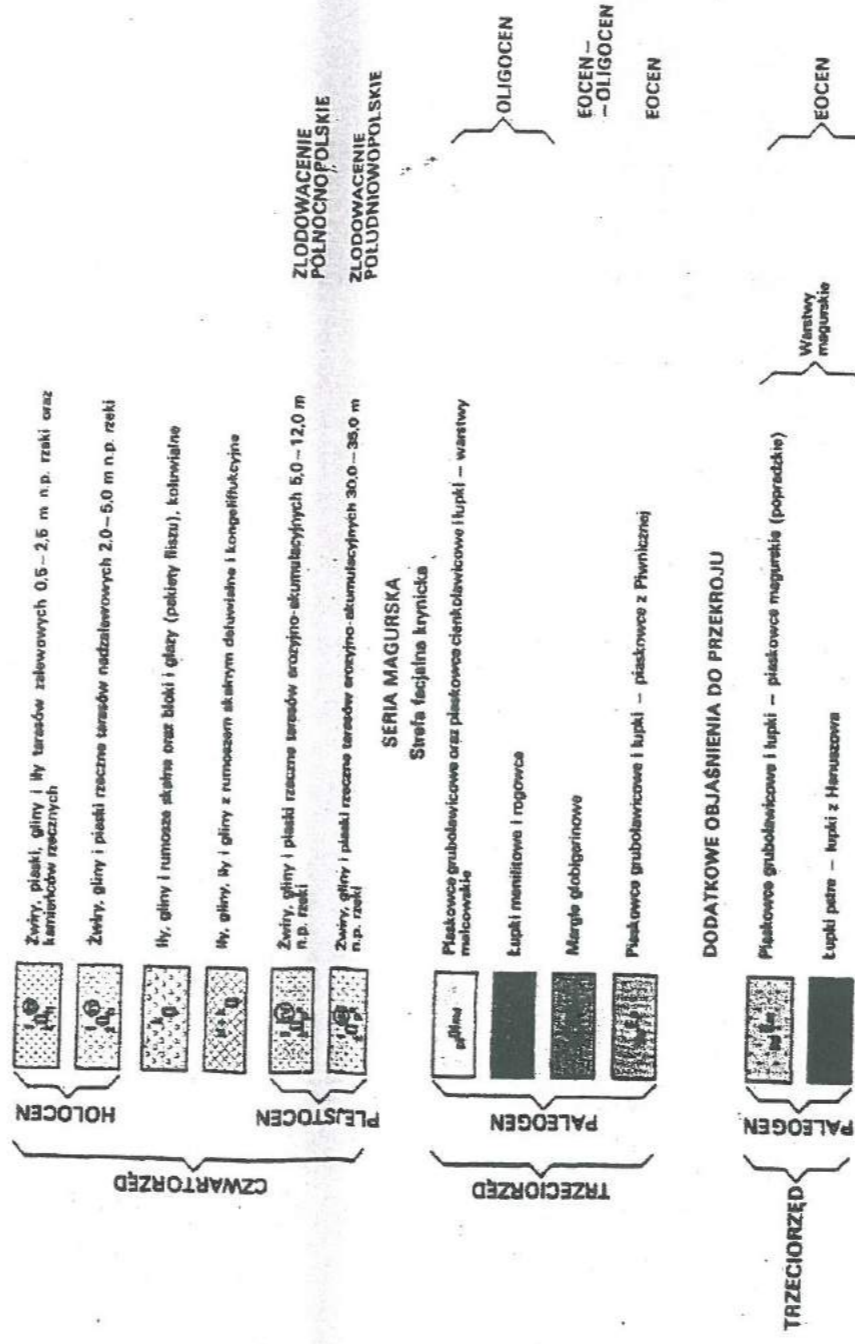 CZWARTORZĘD
HOLOCEN
Żwiry, piaski, gliny i iły tarasów zalewowych 0,5–2,5 m n.p. rzeki oraz
kamieńców rzecznych
Żwiry, gliny i piaski rzeczne tarasów nadzalewowych 2,0–5,0 m n.p. rzeki
Iły, gliny i rumosze skalne oraz bloki i głazy (pakiety fliszu), koluwialne
Iły, gliny, iły i gliny z rumoszem skalnym deluwialne i kongeliflukcyjne
PLEJSTOCEN
Żwiry, gliny i piaski rzeczne tarasów erozyjno-akumulacyjnych 5,0–12,0 m
n.p. rzeki
ZLODOWACENIE
PÓŁNOCNOPOLSKIE
Żwiry, gliny i piaski rzeczne tarasów erozyjno-akumulacyjnych 30,0–35,0 m
n.p. rzeki
ZLODOWACENIE
POŁUDNIOWOPOLSKIE
SERIA MAGURSKA
Strefa facjalna krynicka
TRZECIORZĘD
PALEOGEN
Piaskowce gruboławicowe oraz piaskowce cienkoławicowe i łupki – warstwy
malcowskie
Łupki menilitowe i rogowce
OLIGOCEN
Margle globigerinowe
EOCEN–
–OLIGOCEN
Piaskowce gruboławicowe i łupki – piaskowce z Piwnicznej
EOCEN
DODATKOWE OBJAŚNIENIA DO PRZEKROJU
TRZECIORZĘD
PALEOGEN
Piaskowce gruboławicowe i łupki – piaskowce magurskie (popradzkie)
Łupki pstre – łupki z Hanuszowa
Warstwy
magurskie
EOCEN